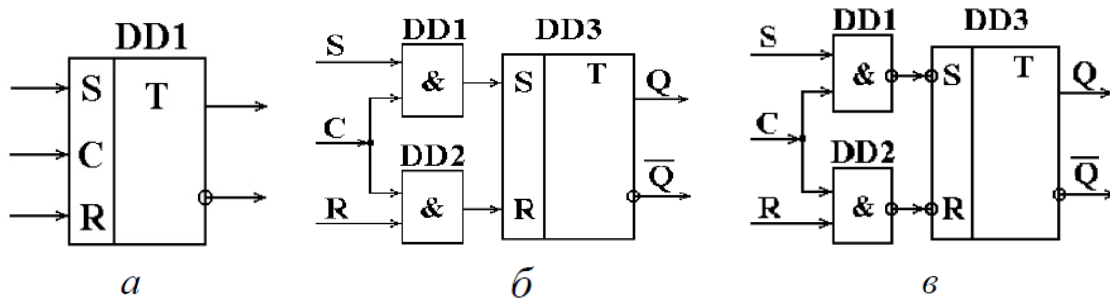 DD1
S T
C
R
а
DD1 DD3
S
& S T Q
C
DD2
R & R Q̅
б
DD1 DD3
S
& S T Q
C
DD2
R & R Q̅
в